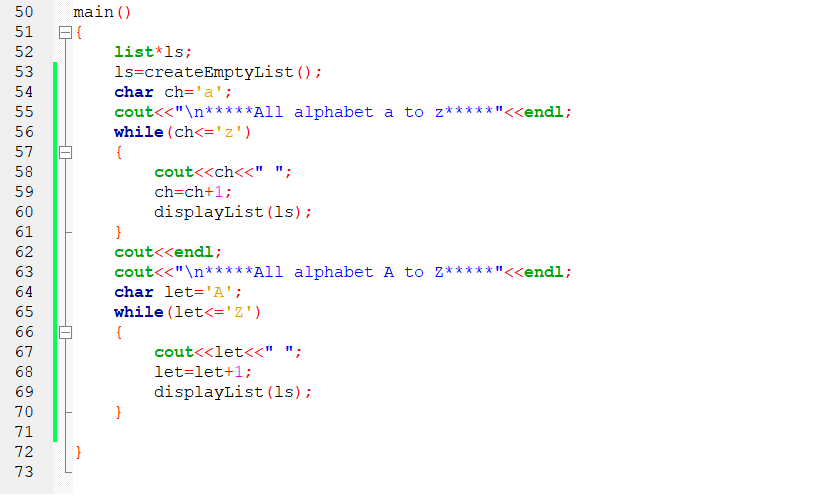 50 main()
51 {
52 list*ls;
53 ls=createEmptyList();
54 char ch='a';
55 cout<<"\n*****All alphabet a to z*****"<<endl;
56 while(ch<='z')
57 {
58 cout<<ch<<" ";
59 ch=ch+1;
60 displayList(ls);
61 }
62 cout<<endl;
63 cout<<"\n*****All alphabet A to Z*****"<<endl;
64 char let='A';
65 while(let<='Z')
66 {
67 cout<<let<<" ";
68 let=let+1;
69 displayList(ls);
70 }
71
72 }
73